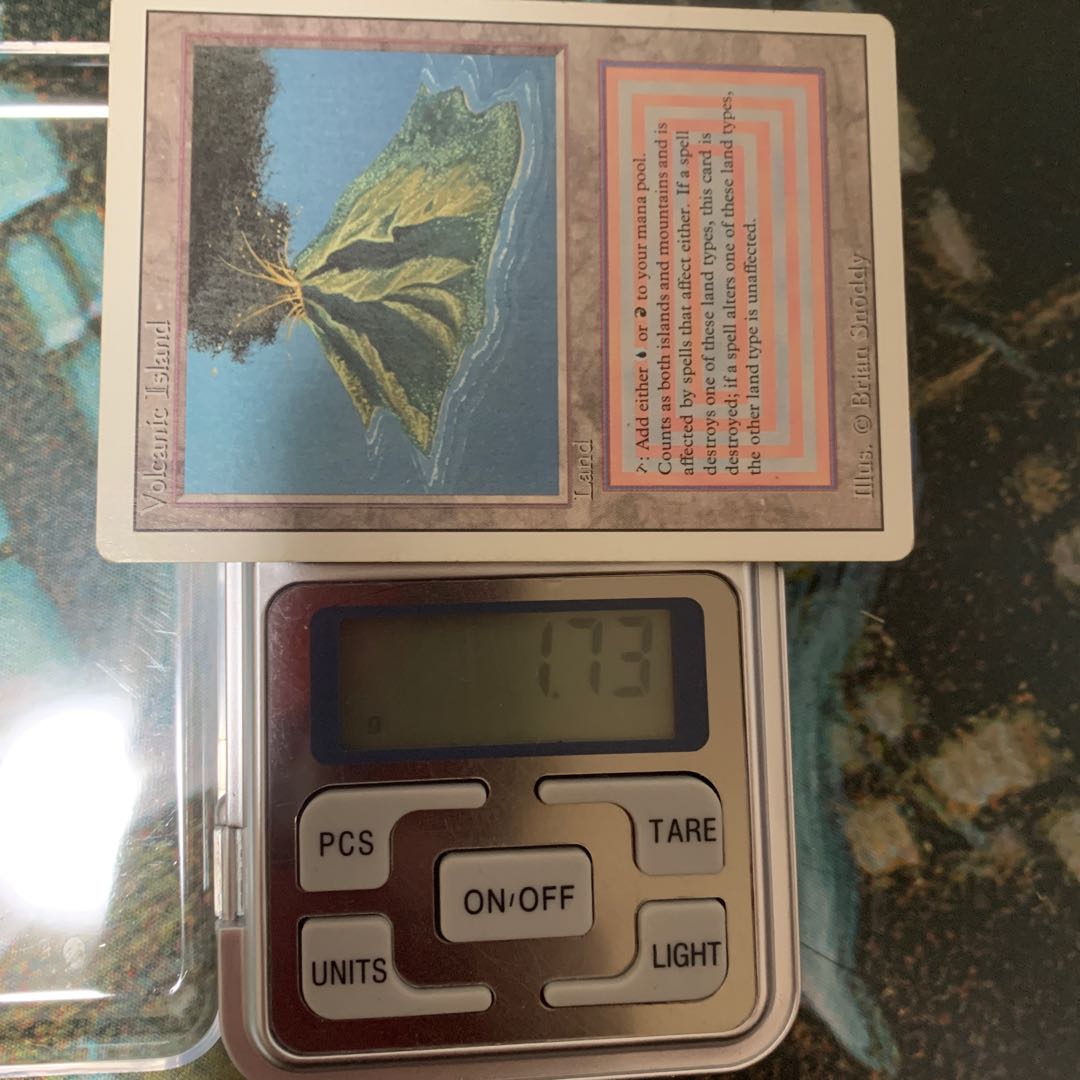 Volcanic Island
Land
: Add either or to your mana pool.
Counts as both islands and mountains and is
affected by spells that affect either. If a spell
destroys one of these land types, this card is
destroyed; if a spell alters one of these land types,
the other land type is unaffected.
Illus. © Brian Snōddy
1.73
g
PCS
TARE
ON/OFF
UNITS
LIGHT